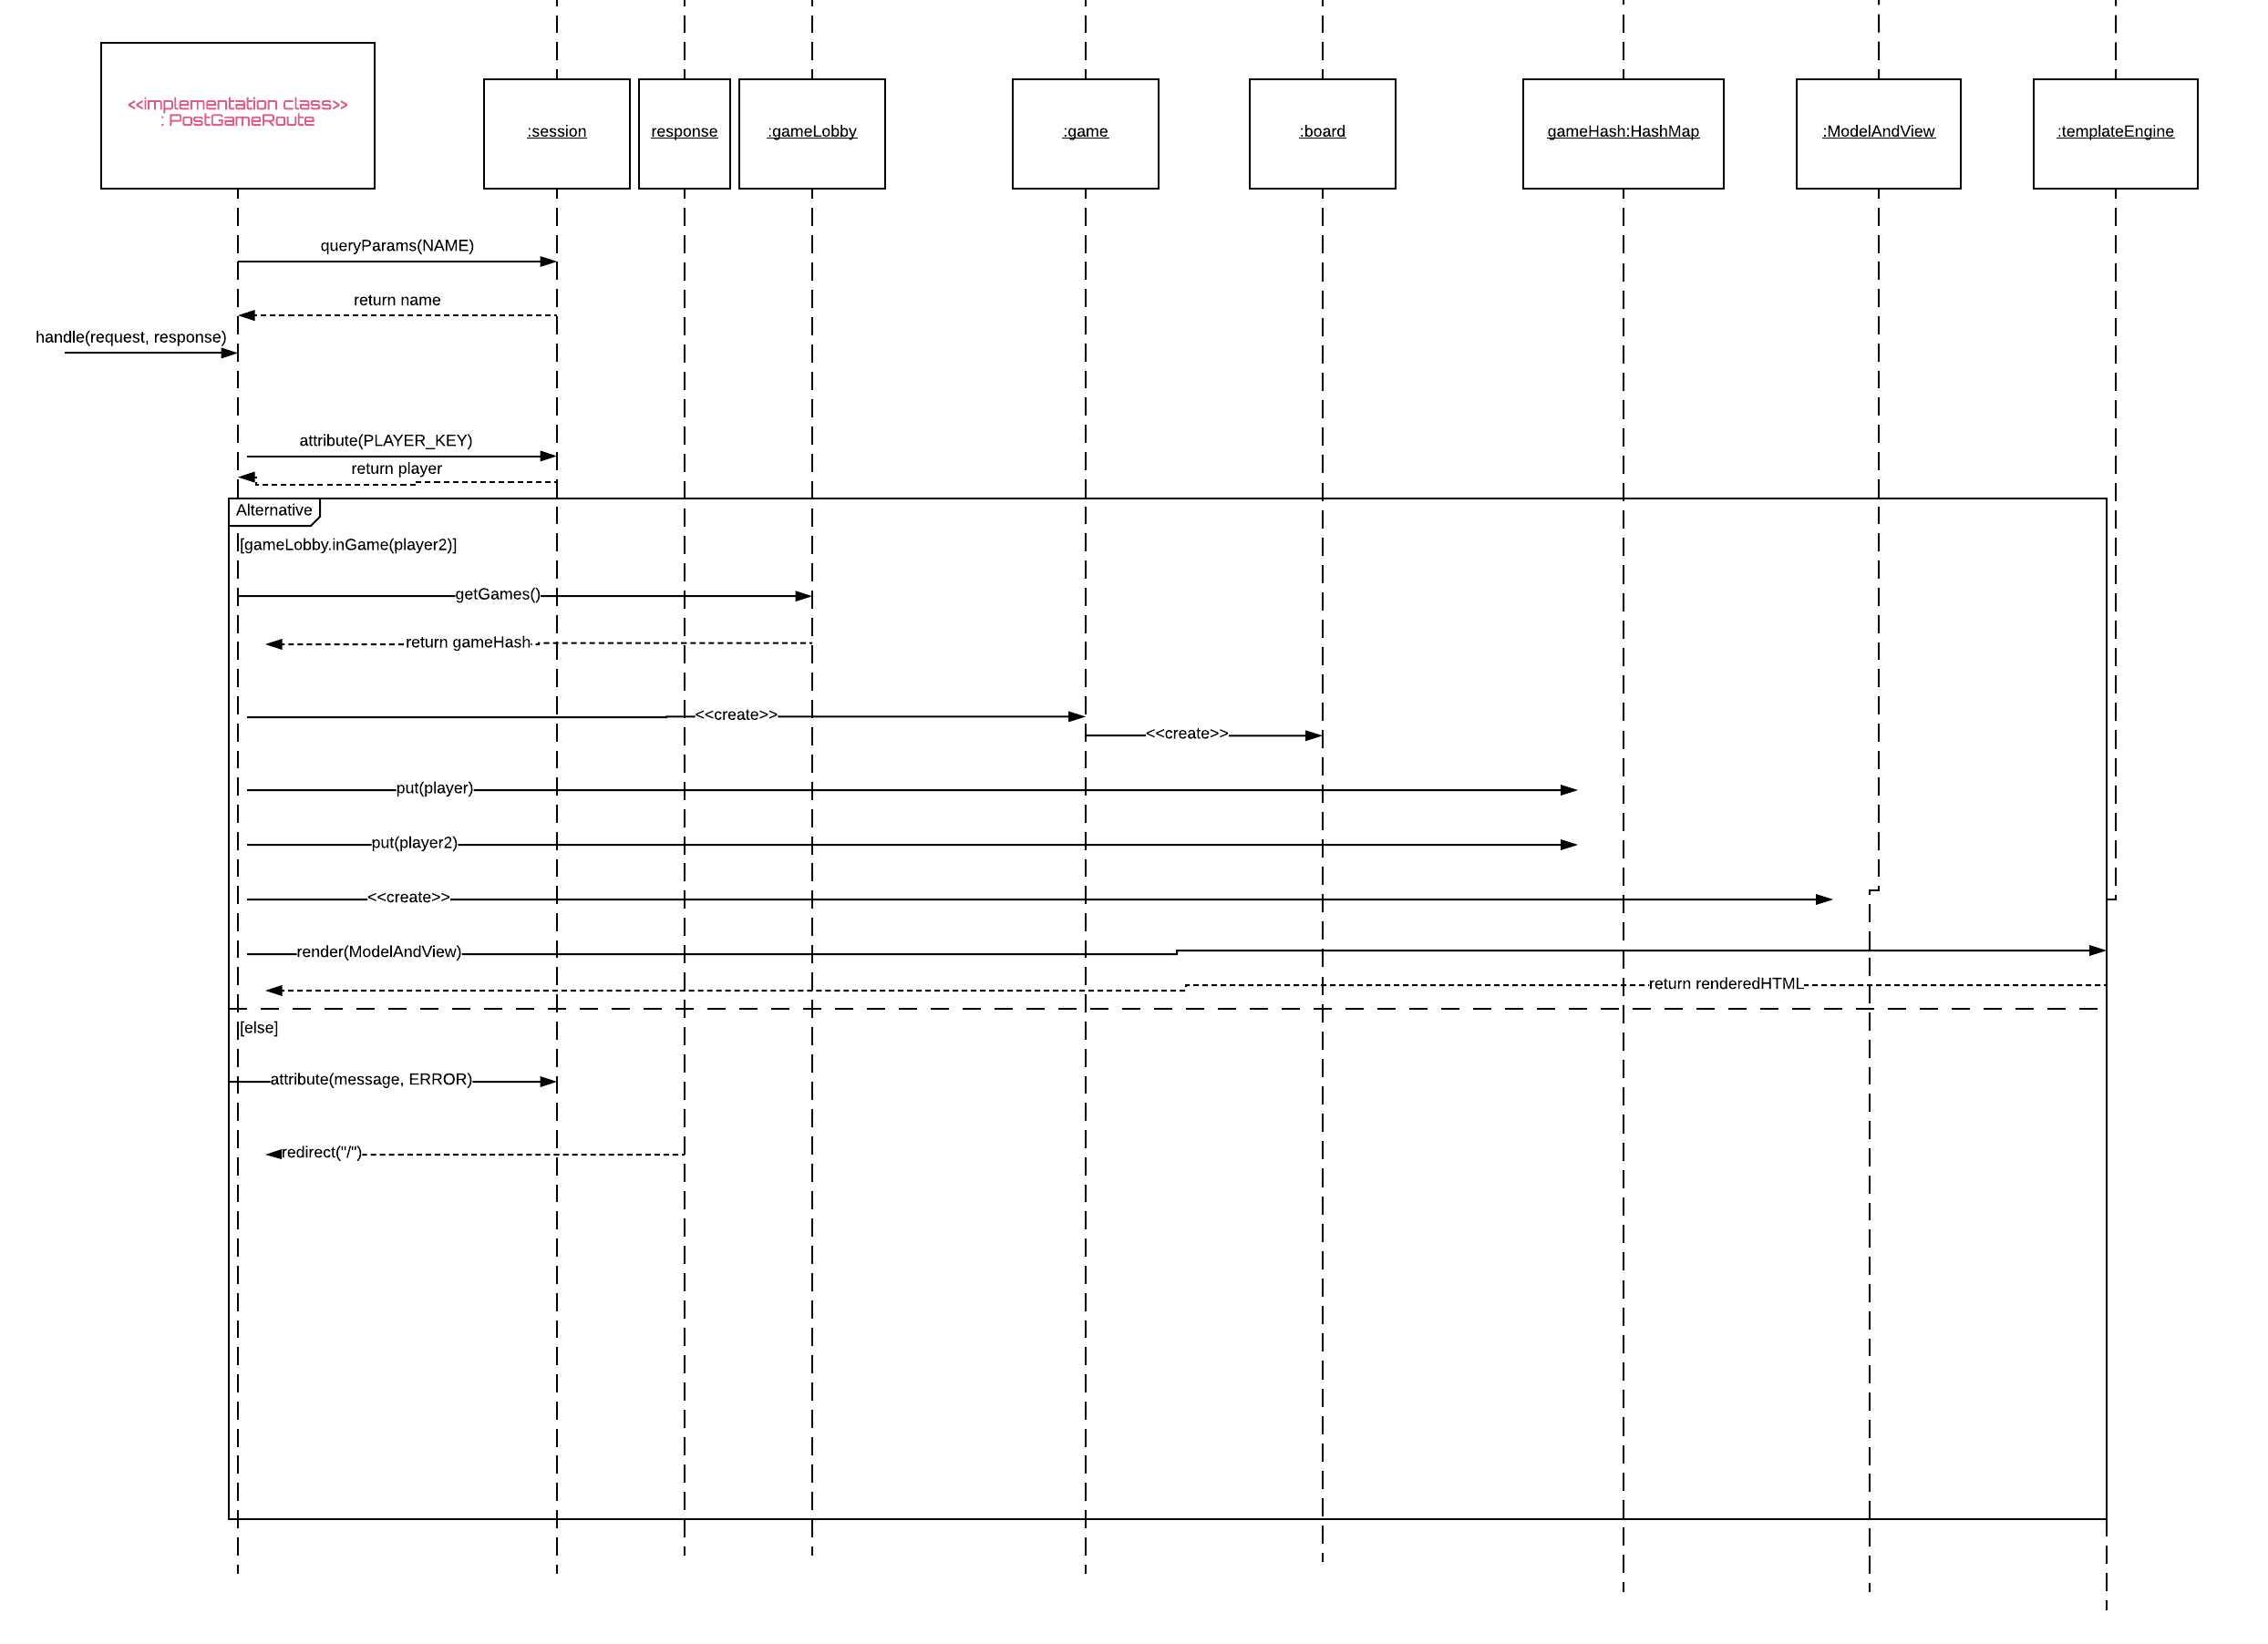 <<implementation class>>
: PostGameRoute
:session
response
:gameLobby
:game
:board
gameHash:HashMap
:ModelAndView
:templateEngine
queryParams(NAME)
return name
handle(request, response)
attribute(PLAYER_KEY)
return player
Alternative
[gameLobby.inGame(player2)]
getGames()
return gameHash
<<create>>
<<create>>
put(player)
put(player2)
<<create>>
render(ModelAndView)
return renderedHTML
[else]
attribute(message, ERROR)
redirect("/")